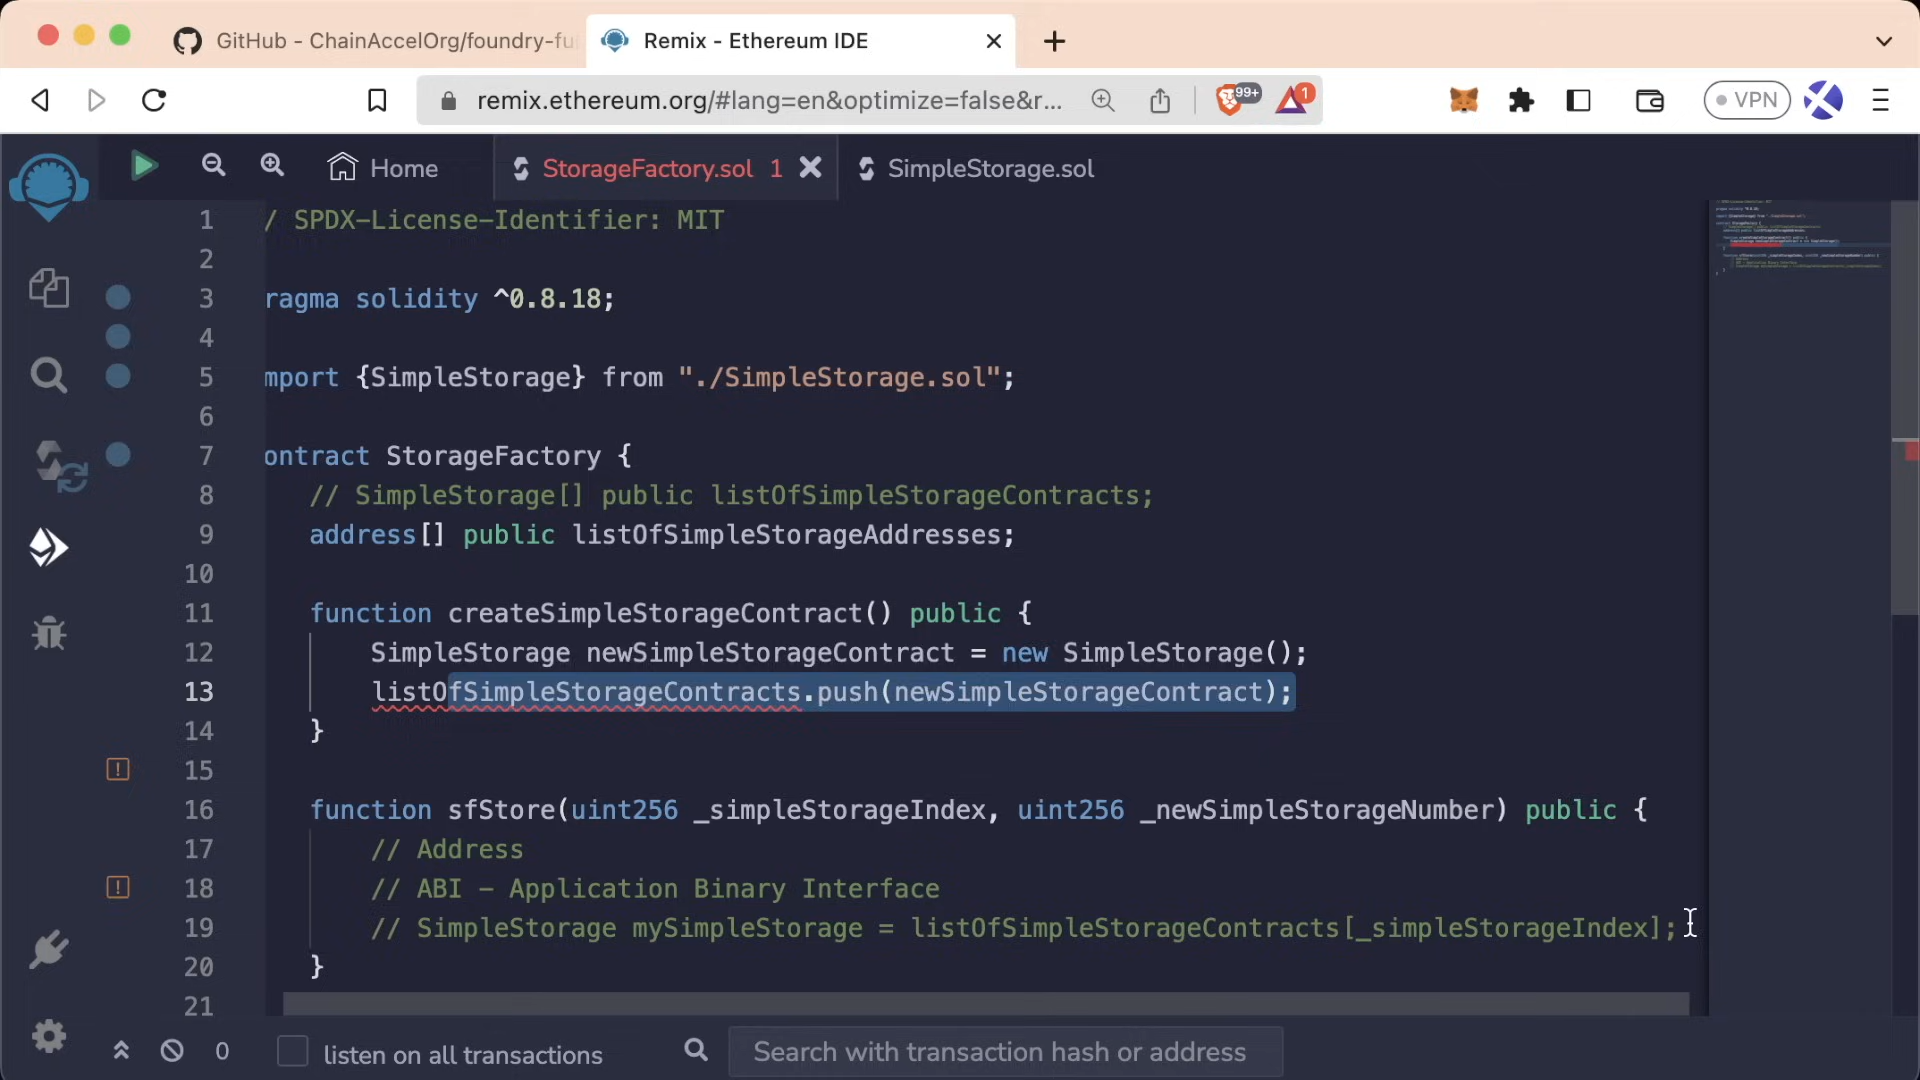 GitHub - ChainAccelOrg/foundry-fu
Remix - Ethereum IDE
remix.ethereum.org/#lang=en&optimize=false&r...
99+
1
VPN
Home
StorageFactory.sol 1
SimpleStorage.sol
1 / SPDX-License-Identifier: MIT
2
3 ragma solidity ^0.8.18;
4
5 mport {SimpleStorage} from "./SimpleStorage.sol";
6
7 ontract StorageFactory {
8 // SimpleStorage[] public listOfSimpleStorageContracts;
9 address[] public listOfSimpleStorageAddresses;
10
11 function createSimpleStorageContract() public {
12 SimpleStorage newSimpleStorageContract = new SimpleStorage();
13 listOfSimpleStorageContracts.push(newSimpleStorageContract);
14 }
15
16 function sfStore(uint256 _simpleStorageIndex, uint256 _newSimpleStorageNumber) public {
17 // Address
18 // ABI - Application Binary Interface
19 // SimpleStorage mySimpleStorage = listOfSimpleStorageContracts[_simpleStorageIndex];
20 }
21
0
listen on all transactions
Search with transaction hash or address